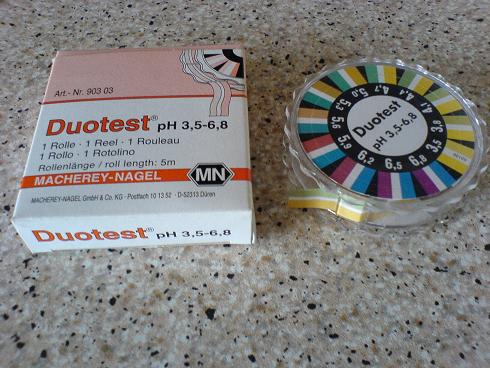 Art.- Nr. 903 03
Duotest® pH 3,5-6,8
1 Rolle · 1 Reel · 1 Rouleau
1 Rollo · 1 Rotolino
Rollenlänge / roll length: 5m
MACHEREY-NAGEL
MN
MACHEREY-NAGEL GmbH & Co. KG · Postfach 10 13 52 · D-52313 Düren
Duotest® pH 3,5-6,8
Duotest
pH 3,5-6,8
3,5
3,8
4,1
4,4
4,7
5,0
5,3
5,6
5,9
6,2
6,5
6,8